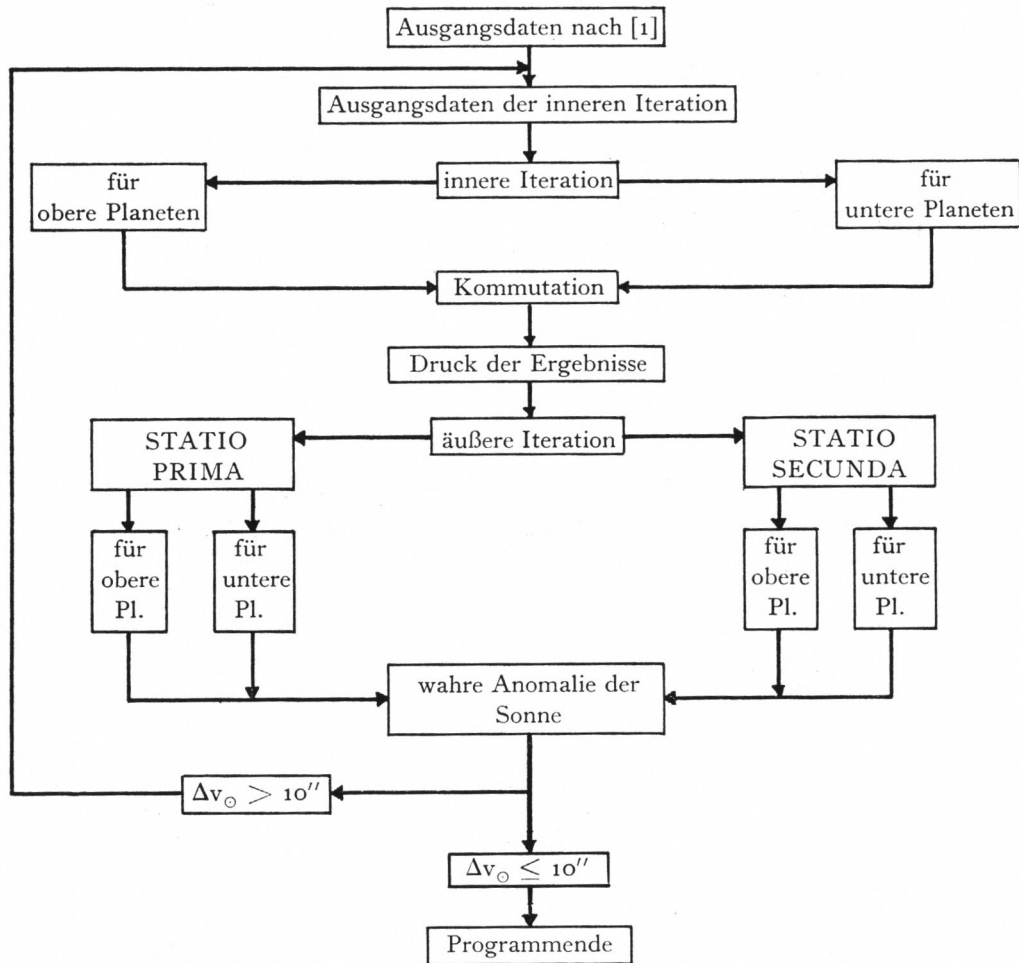 Ausgangsdaten nach [1]
Ausgangsdaten der inneren Iteration
innere Iteration
für
obere Planeten
für
untere Planeten
Kommutation
Druck der Ergebnisse
äußere Iteration
STATIO
PRIMA
STATIO
SECUNDA
für
obere
Pl.
für
untere
Pl.
für
obere
Pl.
für
untere
Pl.
wahre Anomalie der
Sonne
Δv☉ > 10″
Δv☉ ≤ 10″
Programmende